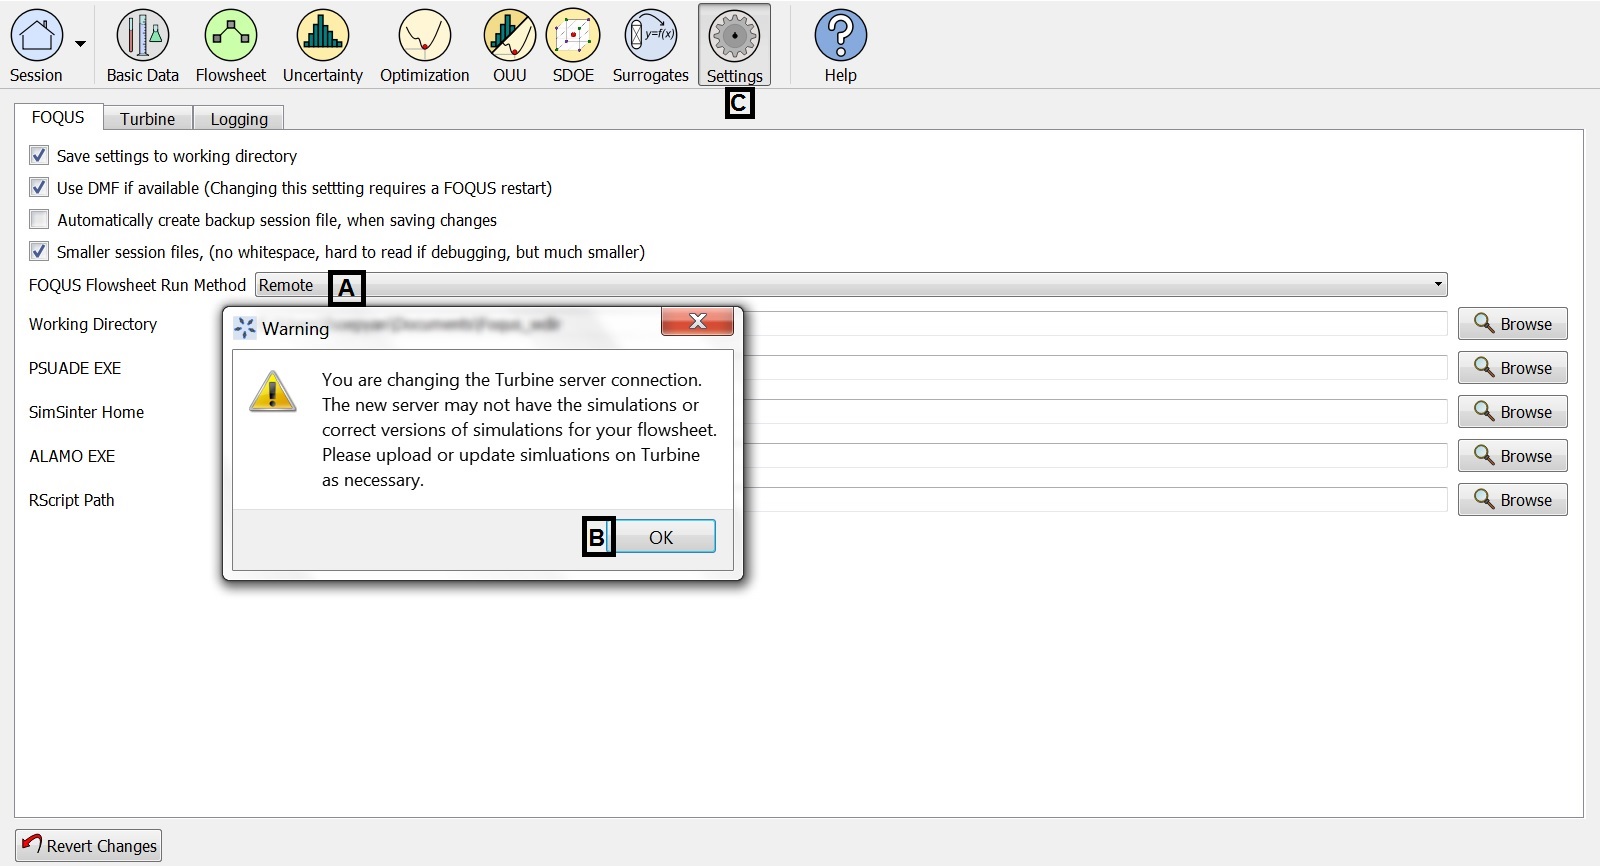 Session
Basic Data
Flowsheet
Uncertainty
Optimization
OUU
SDOE
y=f(x)
Surrogates
Settings
Help
C
FOQUS
Turbine
Logging
Save settings to working directory
Use DMF if available (Changing this settting requires a FOQUS restart)
Automatically create backup session file, when saving changes
Smaller session files, (no whitespace, hard to read if debugging, but much smaller)
FOQUS Flowsheet Run Method Remote A
Working Directory
Browse
PSUADE EXE
Browse
SimSinter Home
Browse
ALAMO EXE
Browse
RScript Path
Browse
Warning
You are changing the Turbine server connection.
The new server may not have the simulations or
correct versions of simulations for your flowsheet.
Please upload or update simluations on Turbine
as necessary.
B OK
Revert Changes